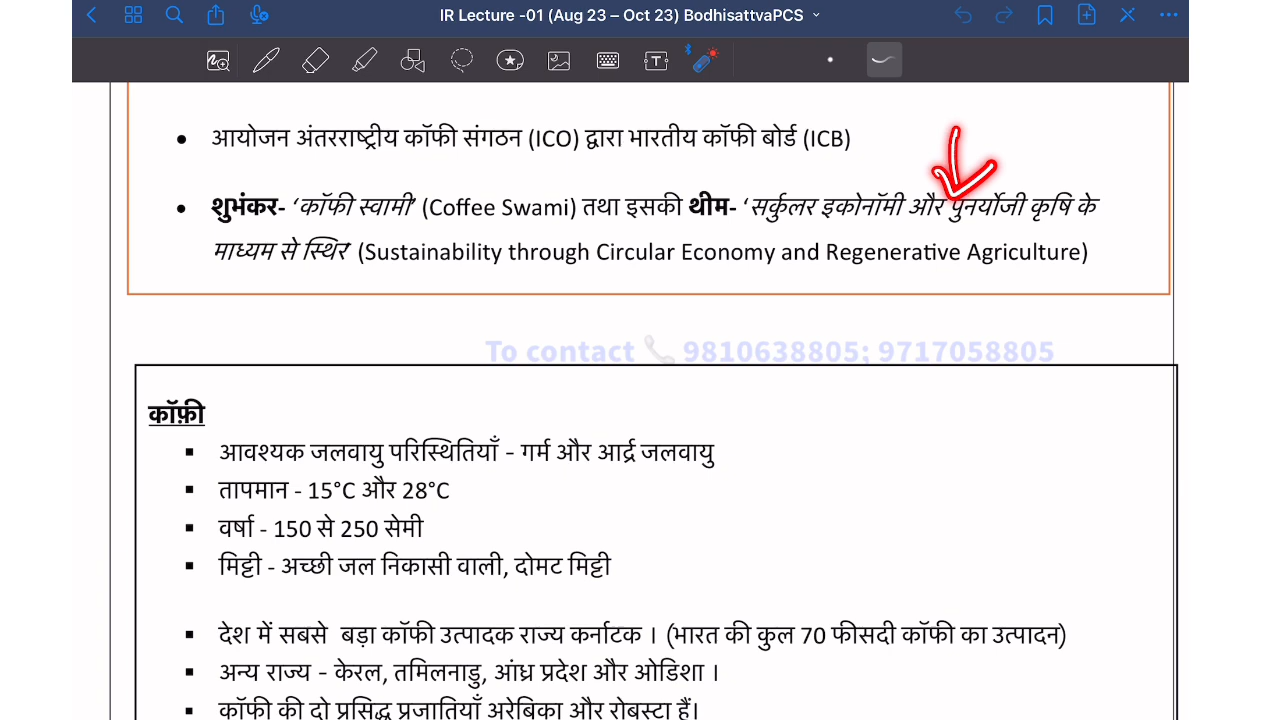 IR Lecture -01 (Aug 23 – Oct 23) BodhisattvaPCS
आयोजन अंतरराष्ट्रीय कॉफी संगठन (ICO) द्वारा भारतीय कॉफी बोर्ड (ICB)
शुभंकर- ‘कॉफी स्वामी’ (Coffee Swami) तथा इसकी थीम- ‘सर्कुलर इकोनॉमी और पुनर्योजी कृषि के
माध्यम से स्थिर’ (Sustainability through Circular Economy and Regenerative Agriculture)
To contact 📞 9810638805; 9717058805
कॉफ़ी
आवश्यक जलवायु परिस्थितियाँ - गर्म और आर्द्र जलवायु
तापमान - 15°C और 28°C
वर्षा - 150 से 250 सेमी
मिट्टी - अच्छी जल निकासी वाली, दोमट मिट्टी
देश में सबसे बड़ा कॉफी उत्पादक राज्य कर्नाटक । (भारत की कुल 70 फीसदी कॉफी का उत्पादन)
अन्य राज्य - केरल, तमिलनाडु, आंध्र प्रदेश और ओडिशा ।
कॉफी की दो प्रसिद्ध प्रजातियाँ अरेबिका और रोबस्टा हैं।